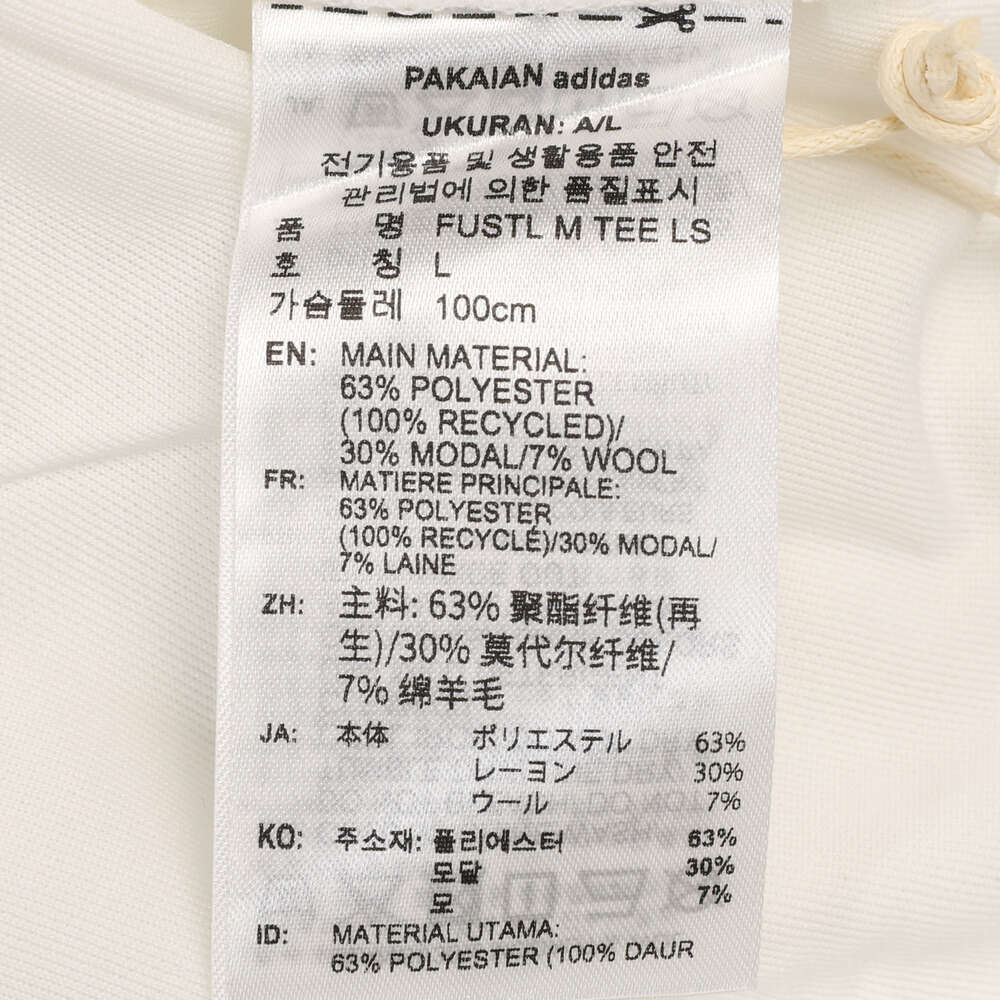 PAKAIAN adidas
UKURAN: A/L
전기용품 및 생활용품 안전
관리법에 의한 품질표시
품 명 FUSTL M TEE LS
호 칭 L
가슴둘레 100cm
EN: MAIN MATERIAL:
63% POLYESTER
(100% RECYCLED)/
30% MODAL/7% WOOL
FR: MATIERE PRINCIPALE:
63% POLYESTER
(100% RECYCLÉ)/30% MODAL/
7% LAINE
ZH: 主料: 63% 聚酯纤维(再
生)/30% 莫代尔纤维/
7% 绵羊毛
JA: 本体 ポリエステル 63%
レーヨン 30%
ウール 7%
KO: 주소재: 폴리에스터 63%
모달 30%
모 7%
ID: MATERIAL UTAMA:
63% POLYESTER (100% DAUR